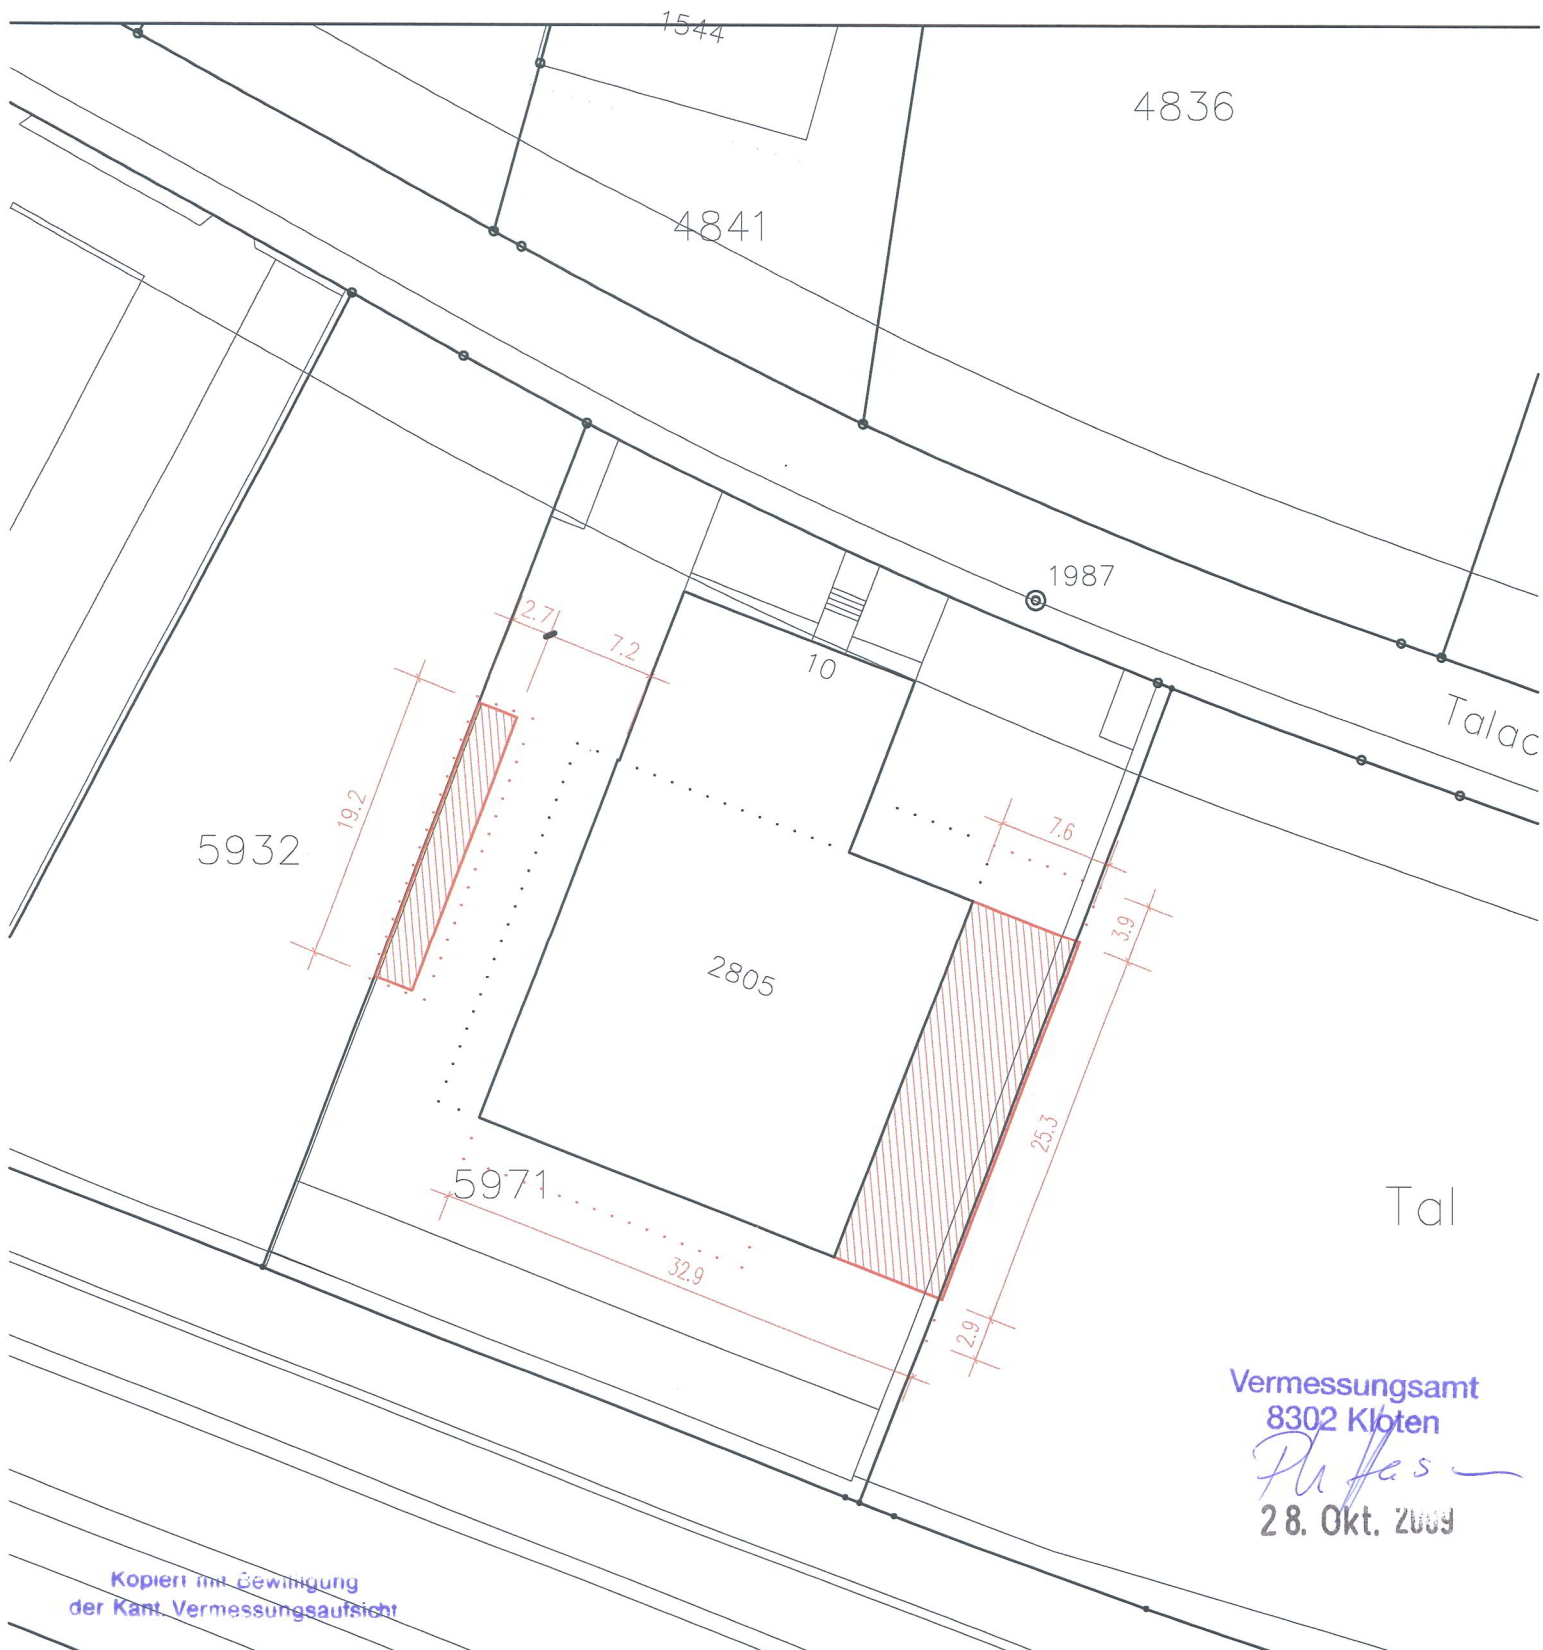 1544
4836
4841
1987
2.7
7.2
10
Talac
19.2
7.6
5932
3.9
2805
25.3
5971
Tal
32.9
2.9
Vermessungsamt
8302 Kloten
28. Okt. 2009
Kopiert mit Bewilligung
der Kant. Vermessungsaufsicht